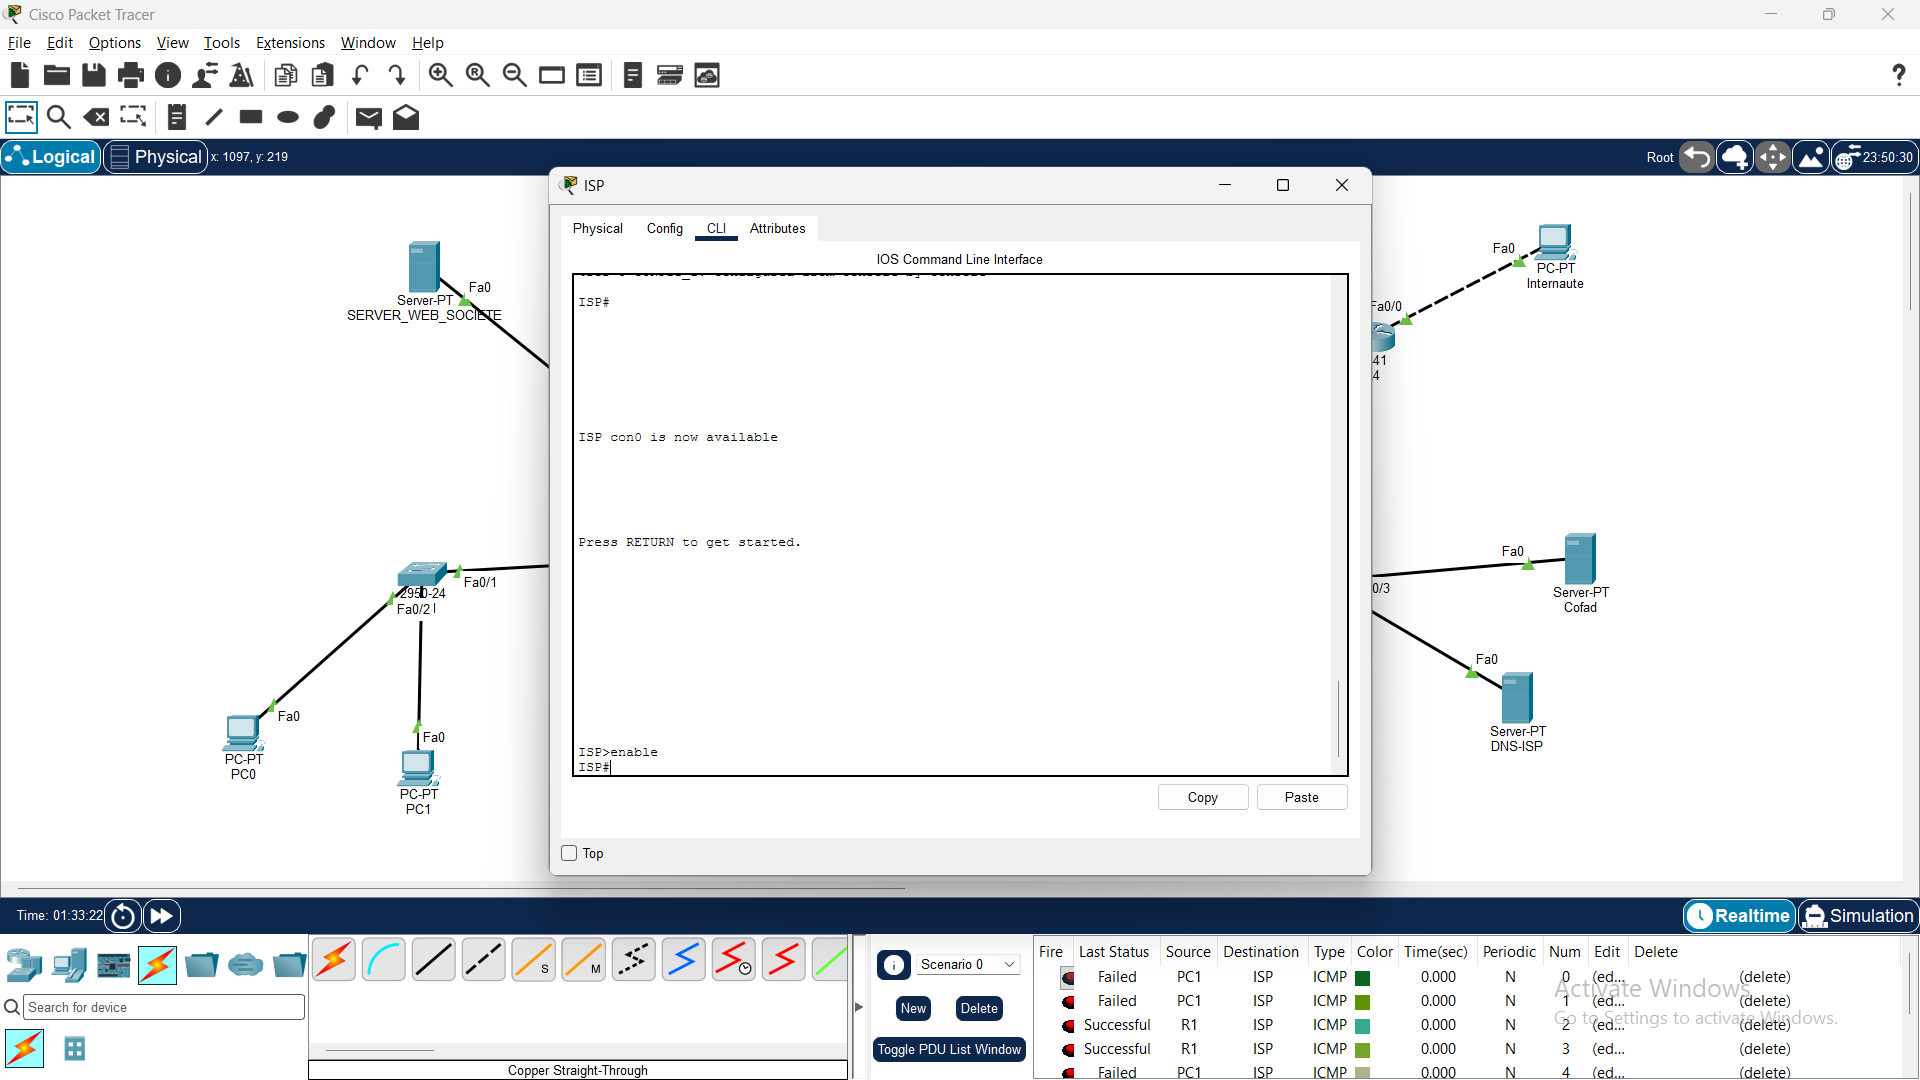 Cisco Packet Tracer
File Edit Options View Tools Extensions Window Help
Logical Physical x: 1097, y: 219 Root 23:50:30
ISP
Physical Config CLI Attributes
IOS Command Line Interface
ISP#
ISP con0 is now available
Press RETURN to get started.
ISP>enable
ISP#
Copy Paste
Top
Fa0
Server-PT
SERVER_WEB_SOCIETE
Fa0/1
2950-24
Fa0/2
Fa0
PC-PT
PC0
Fa0
PC-PT
PC1
Fa0
PC-PT
Internaute
Fa0/0
41
4
Fa0
Server-PT
Cofad
0/3
Fa0
Server-PT
DNS-ISP
Time: 01:33:22 Realtime Simulation
Search for device
S M
Copper Straight-Through
Scenario 0
New Delete
Toggle PDU List Window
Fire Last Status Source Destination Type Color Time(sec) Periodic Num Edit Delete
Failed PC1 ISP ICMP 0.000 N 0 (ed... (delete)
Failed PC1 ISP ICMP 0.000 N 1 (ed... (delete)
Successful R1 ISP ICMP 0.000 N 2 (ed... (delete)
Successful R1 ISP ICMP 0.000 N 3 (ed... (delete)
Failed PC1 ISP ICMP 0.000 N 4 (ed... (delete)
Activate Windows
Go to Settings to activate Windows.